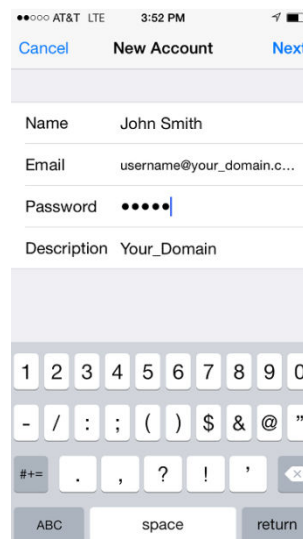 AT&T LTE 3:52 PM
Cancel New Account Next
Name John Smith
Email username@your_domain.c...
Password •••••
Description Your_Domain
1 2 3 4 5 6 7 8 9 0
- / : ; ( ) $ & @ "
#+= . , ? ! '
ABC space return